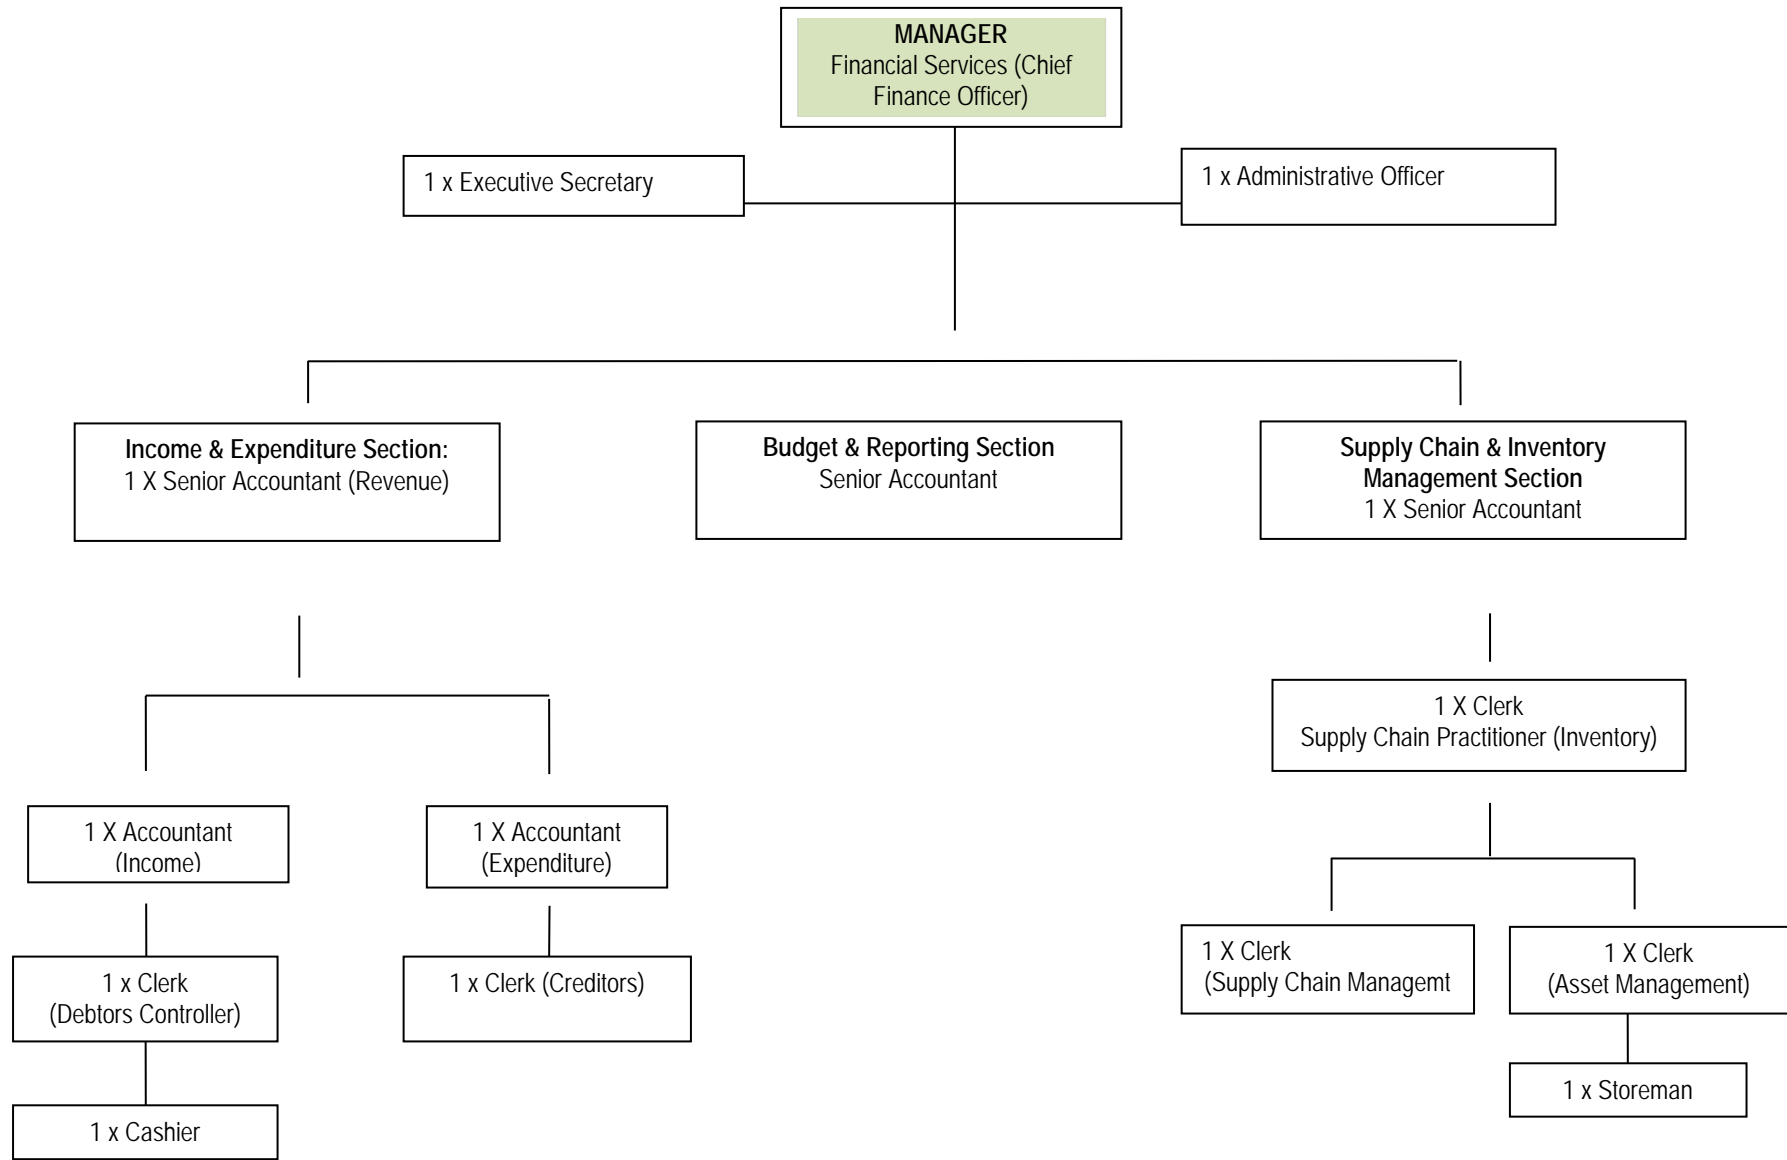 MANAGER
Financial Services (Chief
Finance Officer)
1 x Executive Secretary
1 x Administrative Officer
Income & Expenditure Section:
1 X Senior Accountant (Revenue)
Budget & Reporting Section
Senior Accountant
Supply Chain & Inventory
Management Section
1 X Senior Accountant
1 X Clerk
Supply Chain Practitioner (Inventory)
1 X Accountant
(Income)
1 X Accountant
(Expenditure)
1 x Clerk
(Debtors Controller)
1 x Clerk (Creditors)
1 X Clerk
(Supply Chain Managemt
1 X Clerk
(Asset Management)
1 x Cashier
1 x Storeman